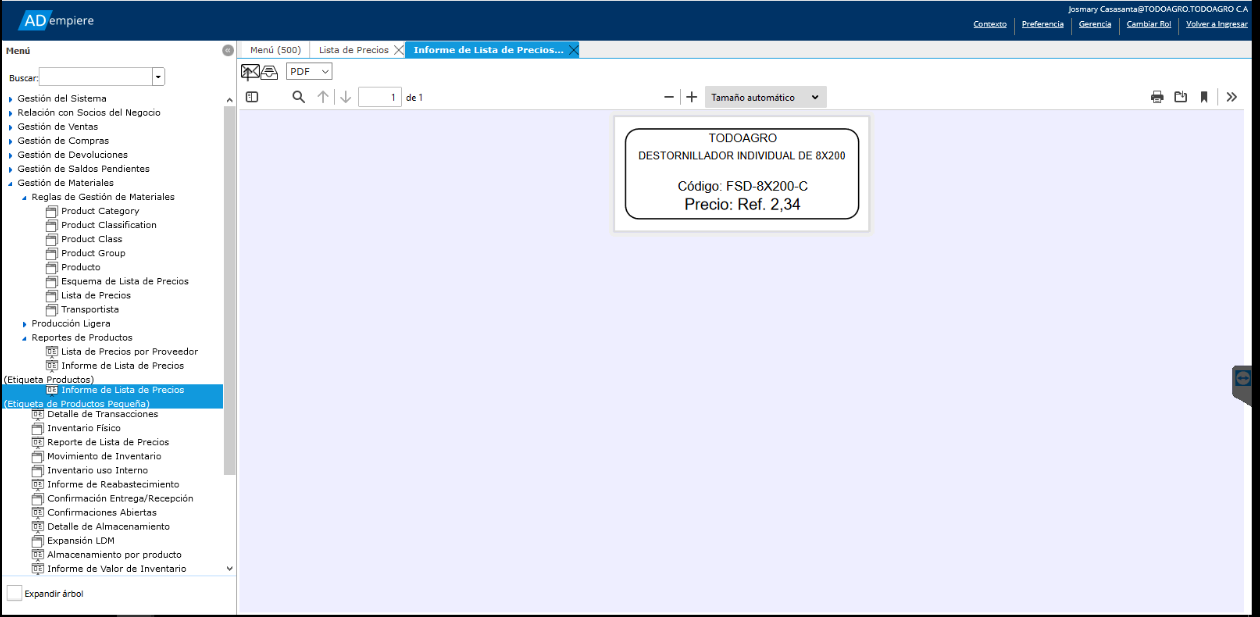 ADempiere
Josmary Casasanta@TODOAGRO.TODOAGRO C.A
Contexto Preferencia Gerencia Cambiar Rol Volver a Ingresar
Menú
Menú (500) Lista de Precios Informe de Lista de Precios...
Buscar:
PDF
1 de 1
Tamaño automático
Gestión del Sistema
Relación con Socios del Negocio
Gestión de Ventas
Gestión de Compras
Gestión de Devoluciones
Gestión de Saldos Pendientes
Gestión de Materiales
Reglas de Gestión de Materiales
Product Category
Product Classification
Product Class
Product Group
Producto
Esquema de Lista de Precios
Lista de Precios
Transportista
Producción Ligera
Reportes de Productos
Lista de Precios por Proveedor
Informe de Lista de Precios
(Etiqueta Productos)
Informe de Lista de Precios
(Etiqueta de Productos Pequeña)
Detalle de Transacciones
Inventario Físico
Reporte de Lista de Precios
Movimiento de Inventario
Inventario uso Interno
Informe de Reabastecimiento
Confirmación Entrega/Recepción
Confirmaciones Abiertas
Detalle de Almacenamiento
Expansión LDM
Almacenamiento por producto
Informe de Valor de Inventario
Expandir árbol
TODOAGRO
DESTORNILLADOR INDIVIDUAL DE 8X200
Código: FSD-8X200-C
Precio: Ref. 2,34